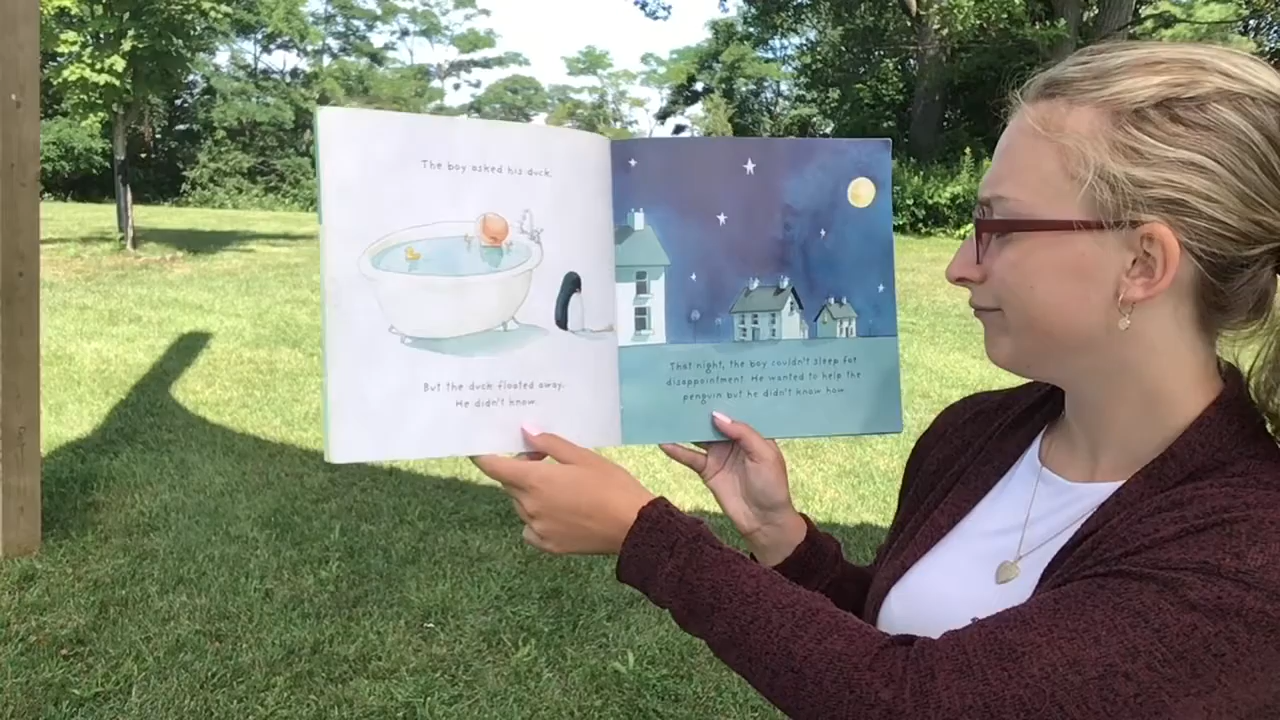 The boy asked his duck.
But the duck floated away.
He didn't know.
That night, the boy couldn't sleep for
disappointment. He wanted to help the
penguin but he didn't know how.